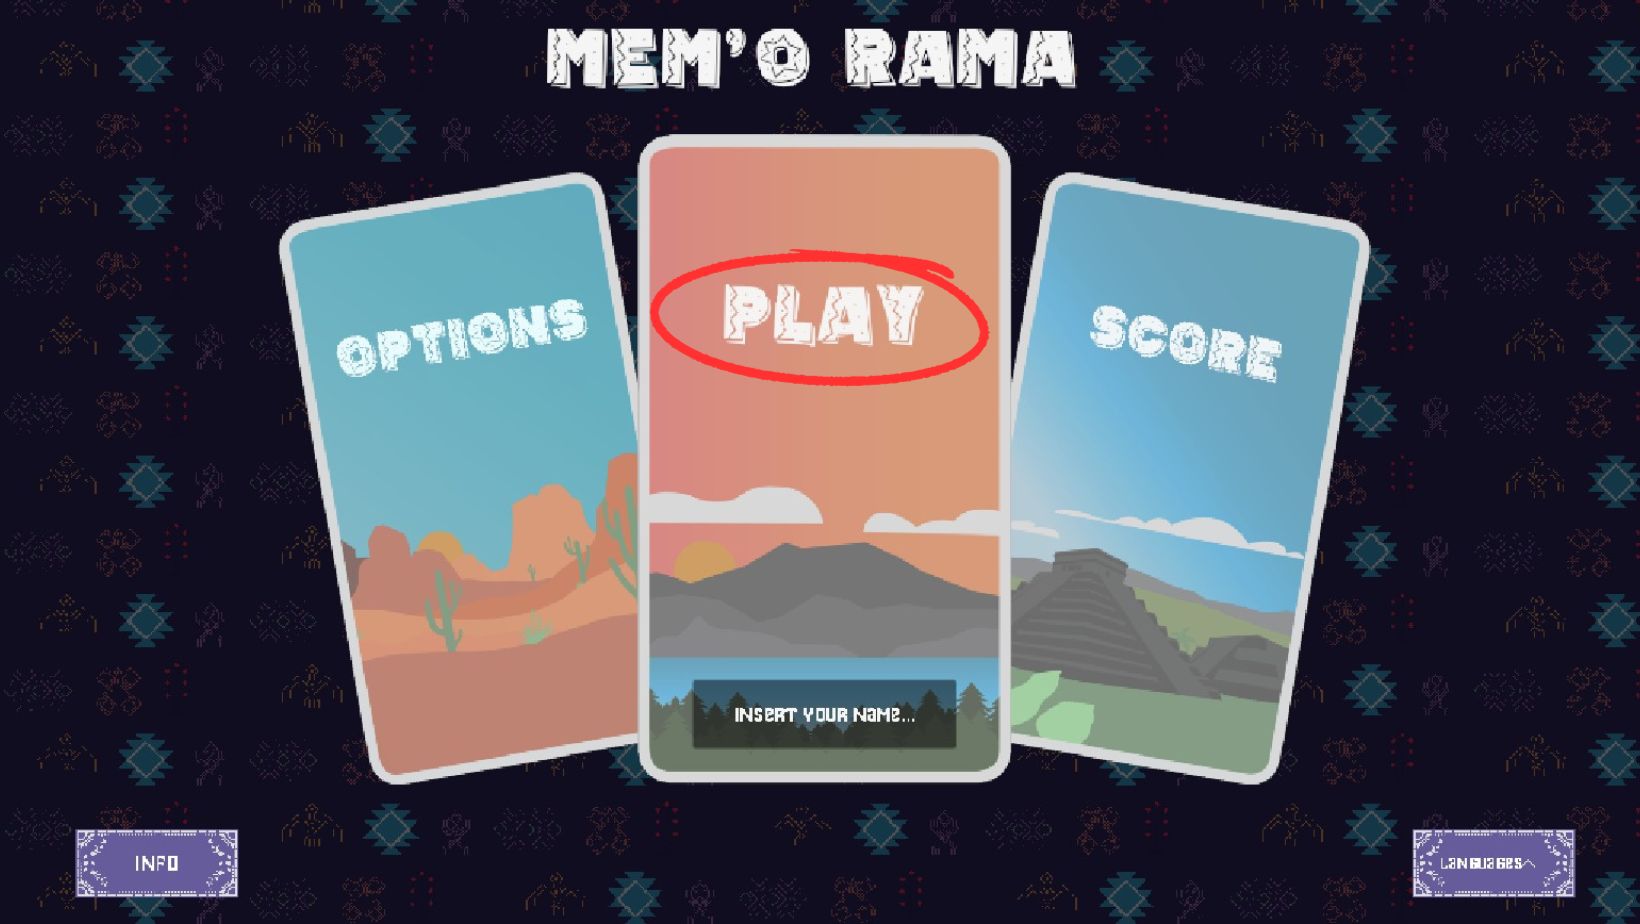 MEM'O RAMA
OPTIONS
PLAY
SCORE
INSERT YOUR NAME...
INFO
LANGUAGES^